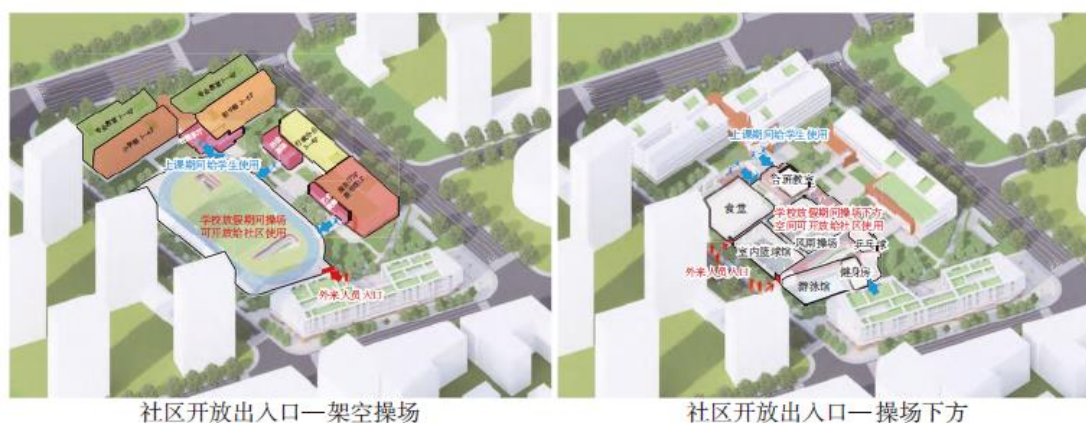 上课期间给学生使用
学校放假期间操场
可开放给社区使用
外来人员入口
社区开放出入口—架空操场
上课期间给学生使用
合班教室
食堂
学校放假期间操场下方
空间可开放给社区使用
风雨操场
乒乓球
室内篮球馆
外来人员入口
健身房
游泳馆
社区开放出入口—操场下方